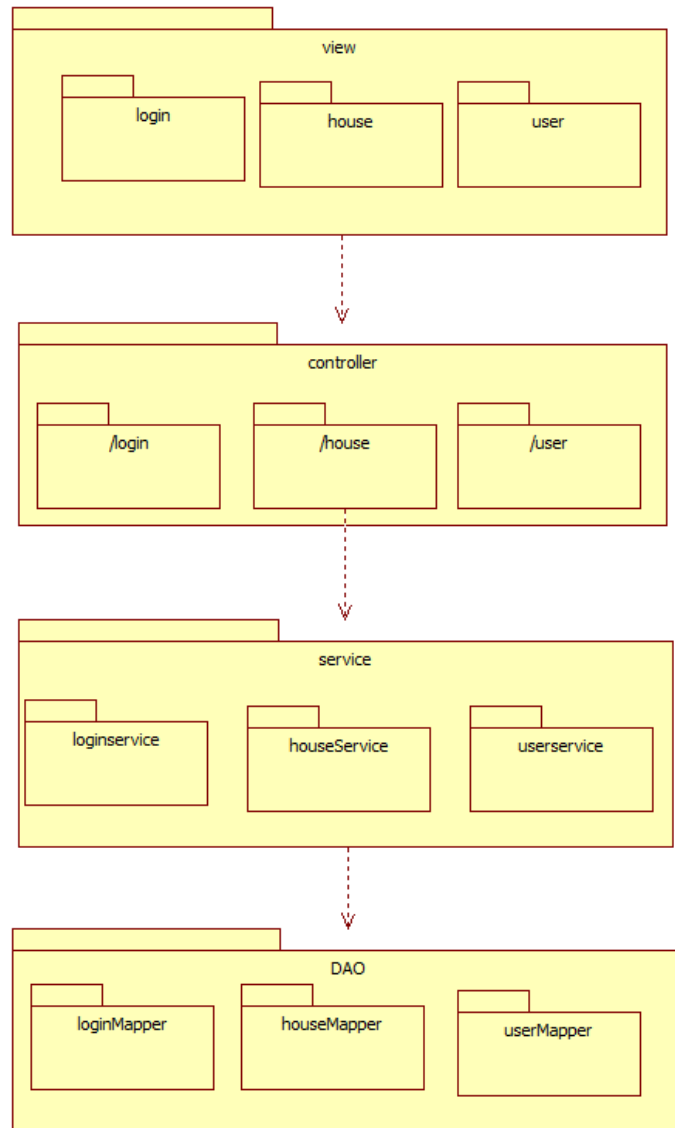 view
login
house
user
controller
/login
/house
/user
service
loginservice
houseService
userservice
DAO
loginMapper
houseMapper
userMapper